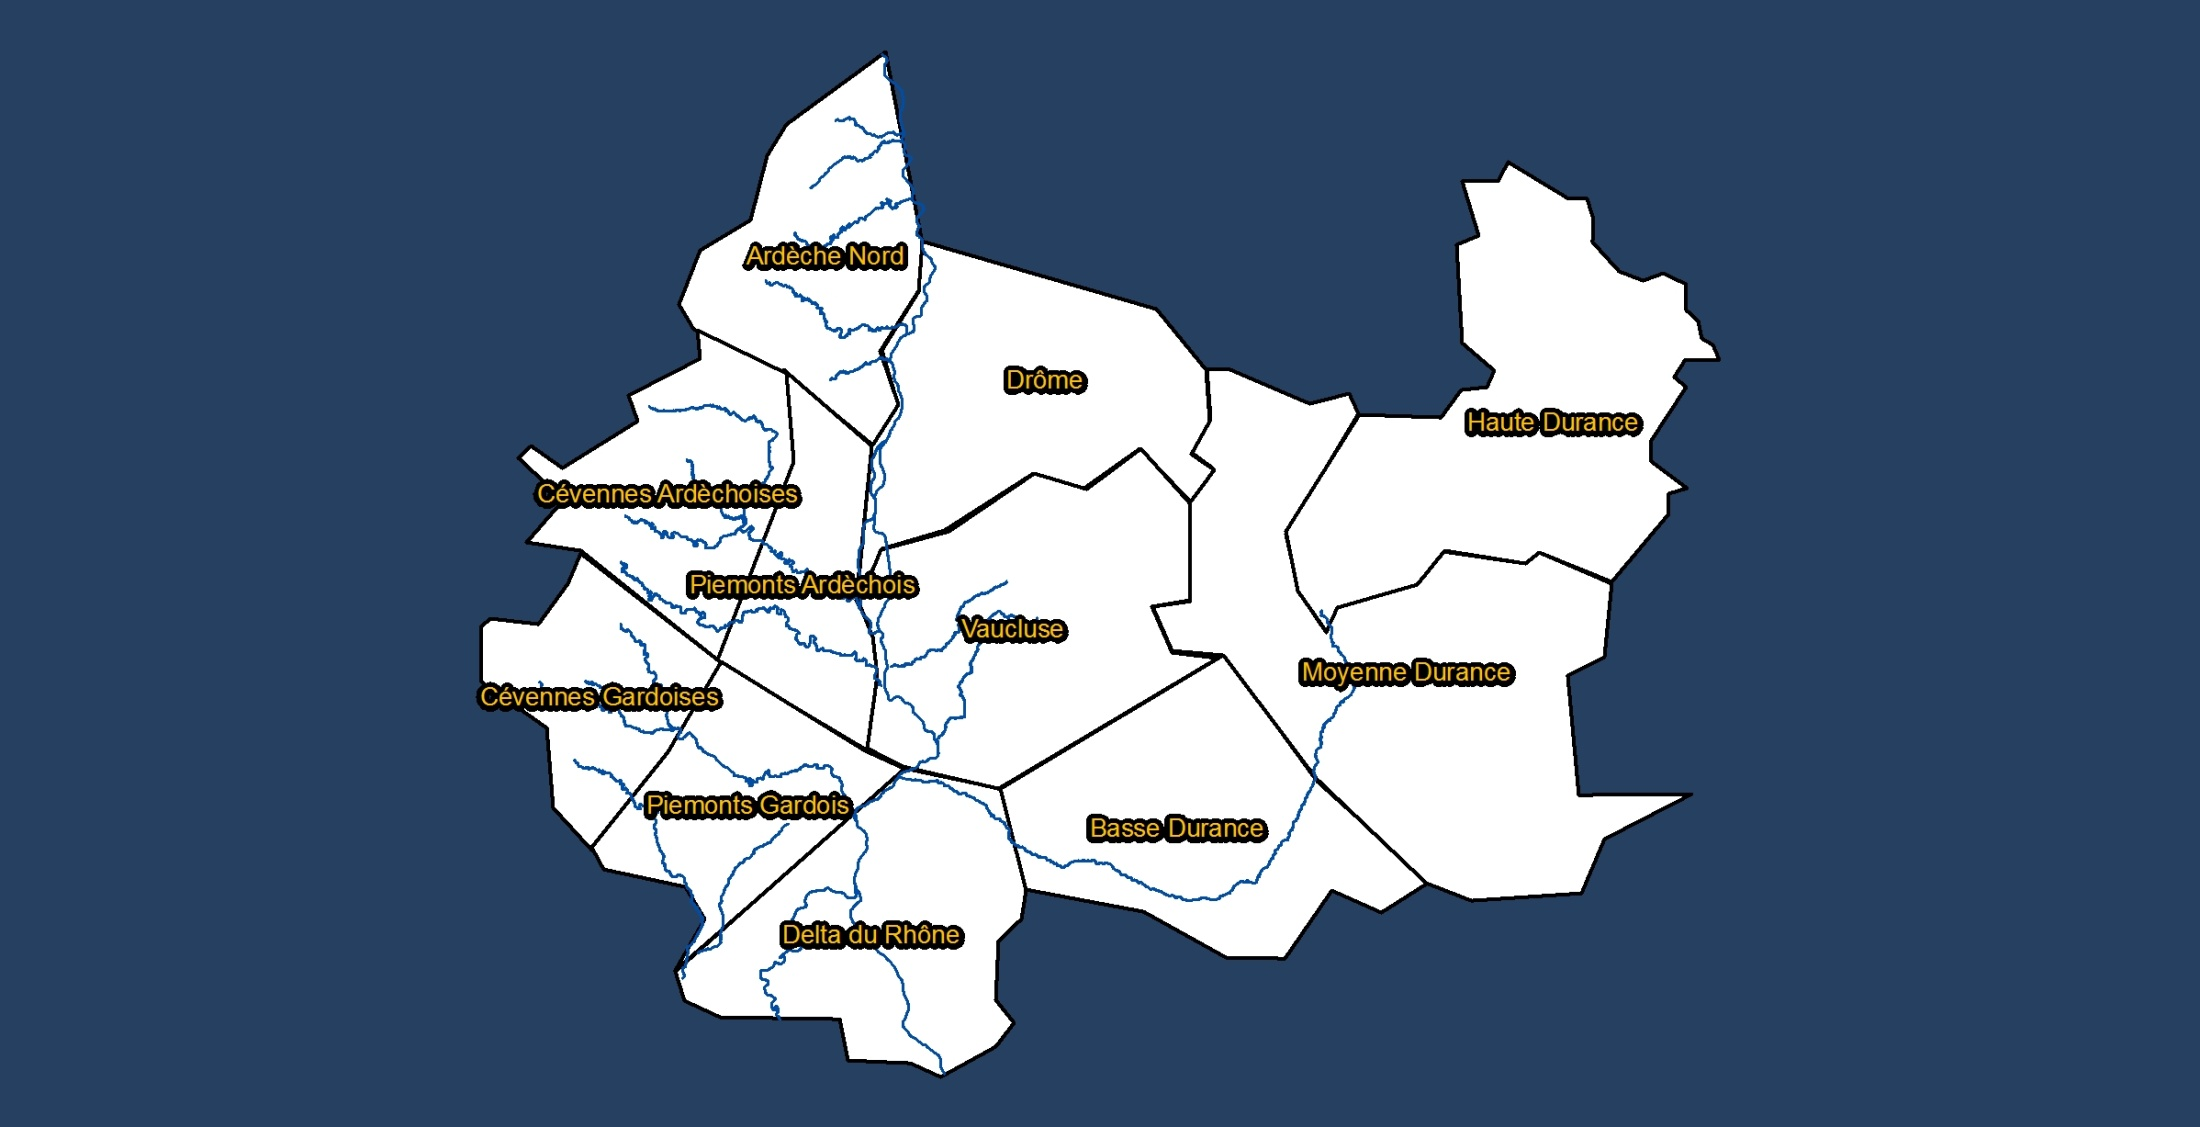 Ardèche Nord
Drôme
Haute Durance
Cévennes Ardèchoises
Piemonts Ardèchois
Vaucluse
Moyenne Durance
Cévennes Gardoises
Piemonts Gardois
Basse Durance
Delta du Rhône